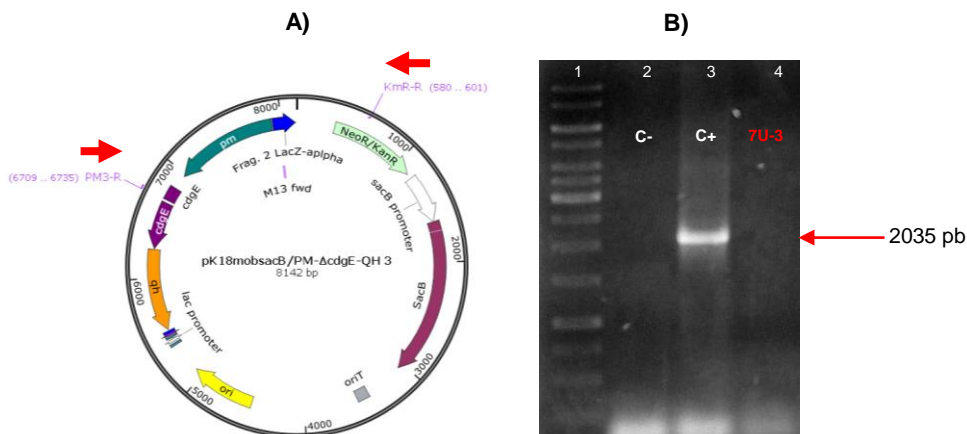 A)
B)
KmR-R (580 .. 601)
8000
1000
NeoR/KanR
pm
Frag. 2 LacZ-aplpha
M13 fwd
7000
(6709 .. 6735) PM3-R
cdgE
cdgE
sacB promoter
2000
pK18mobsacB/PM-ΔcdgE-QH 3
8142 bp
qh
6000
lac promoter
SacB
3000
oriT
ori
5000
4000
1 2 3 4
C- C+ 7U-3
2035 pb